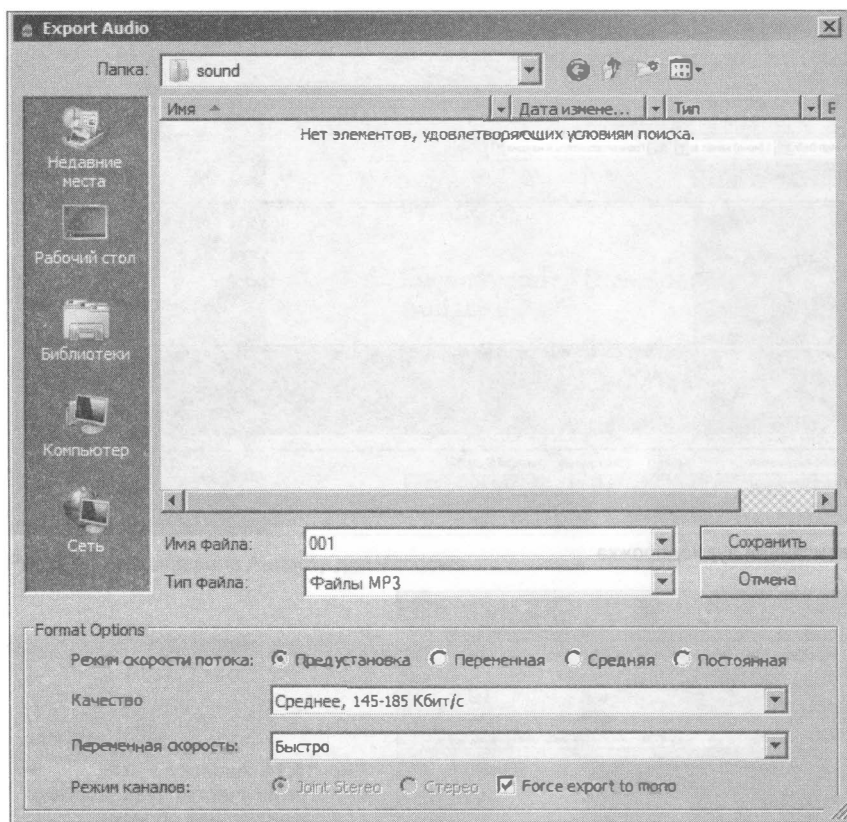 Export Audio
Папка: sound
Имя Дата измене... Тип Р
Нет элементов, удовлетворяющих условиям поиска.
Недавние места
Рабочий стол
Библиотеки
Компьютер
Сеть
Имя файла: 001 Сохранить
Тип файла: Файлы MP3 Отмена
Format Options
Режим скорости потока: Предустановка Переменная Средняя Постоянная
Качество Среднее, 145-185 Кбит/с
Переменная скорость: Быстро
Режим каналов: Joint Stereo Стерео Force export to mono